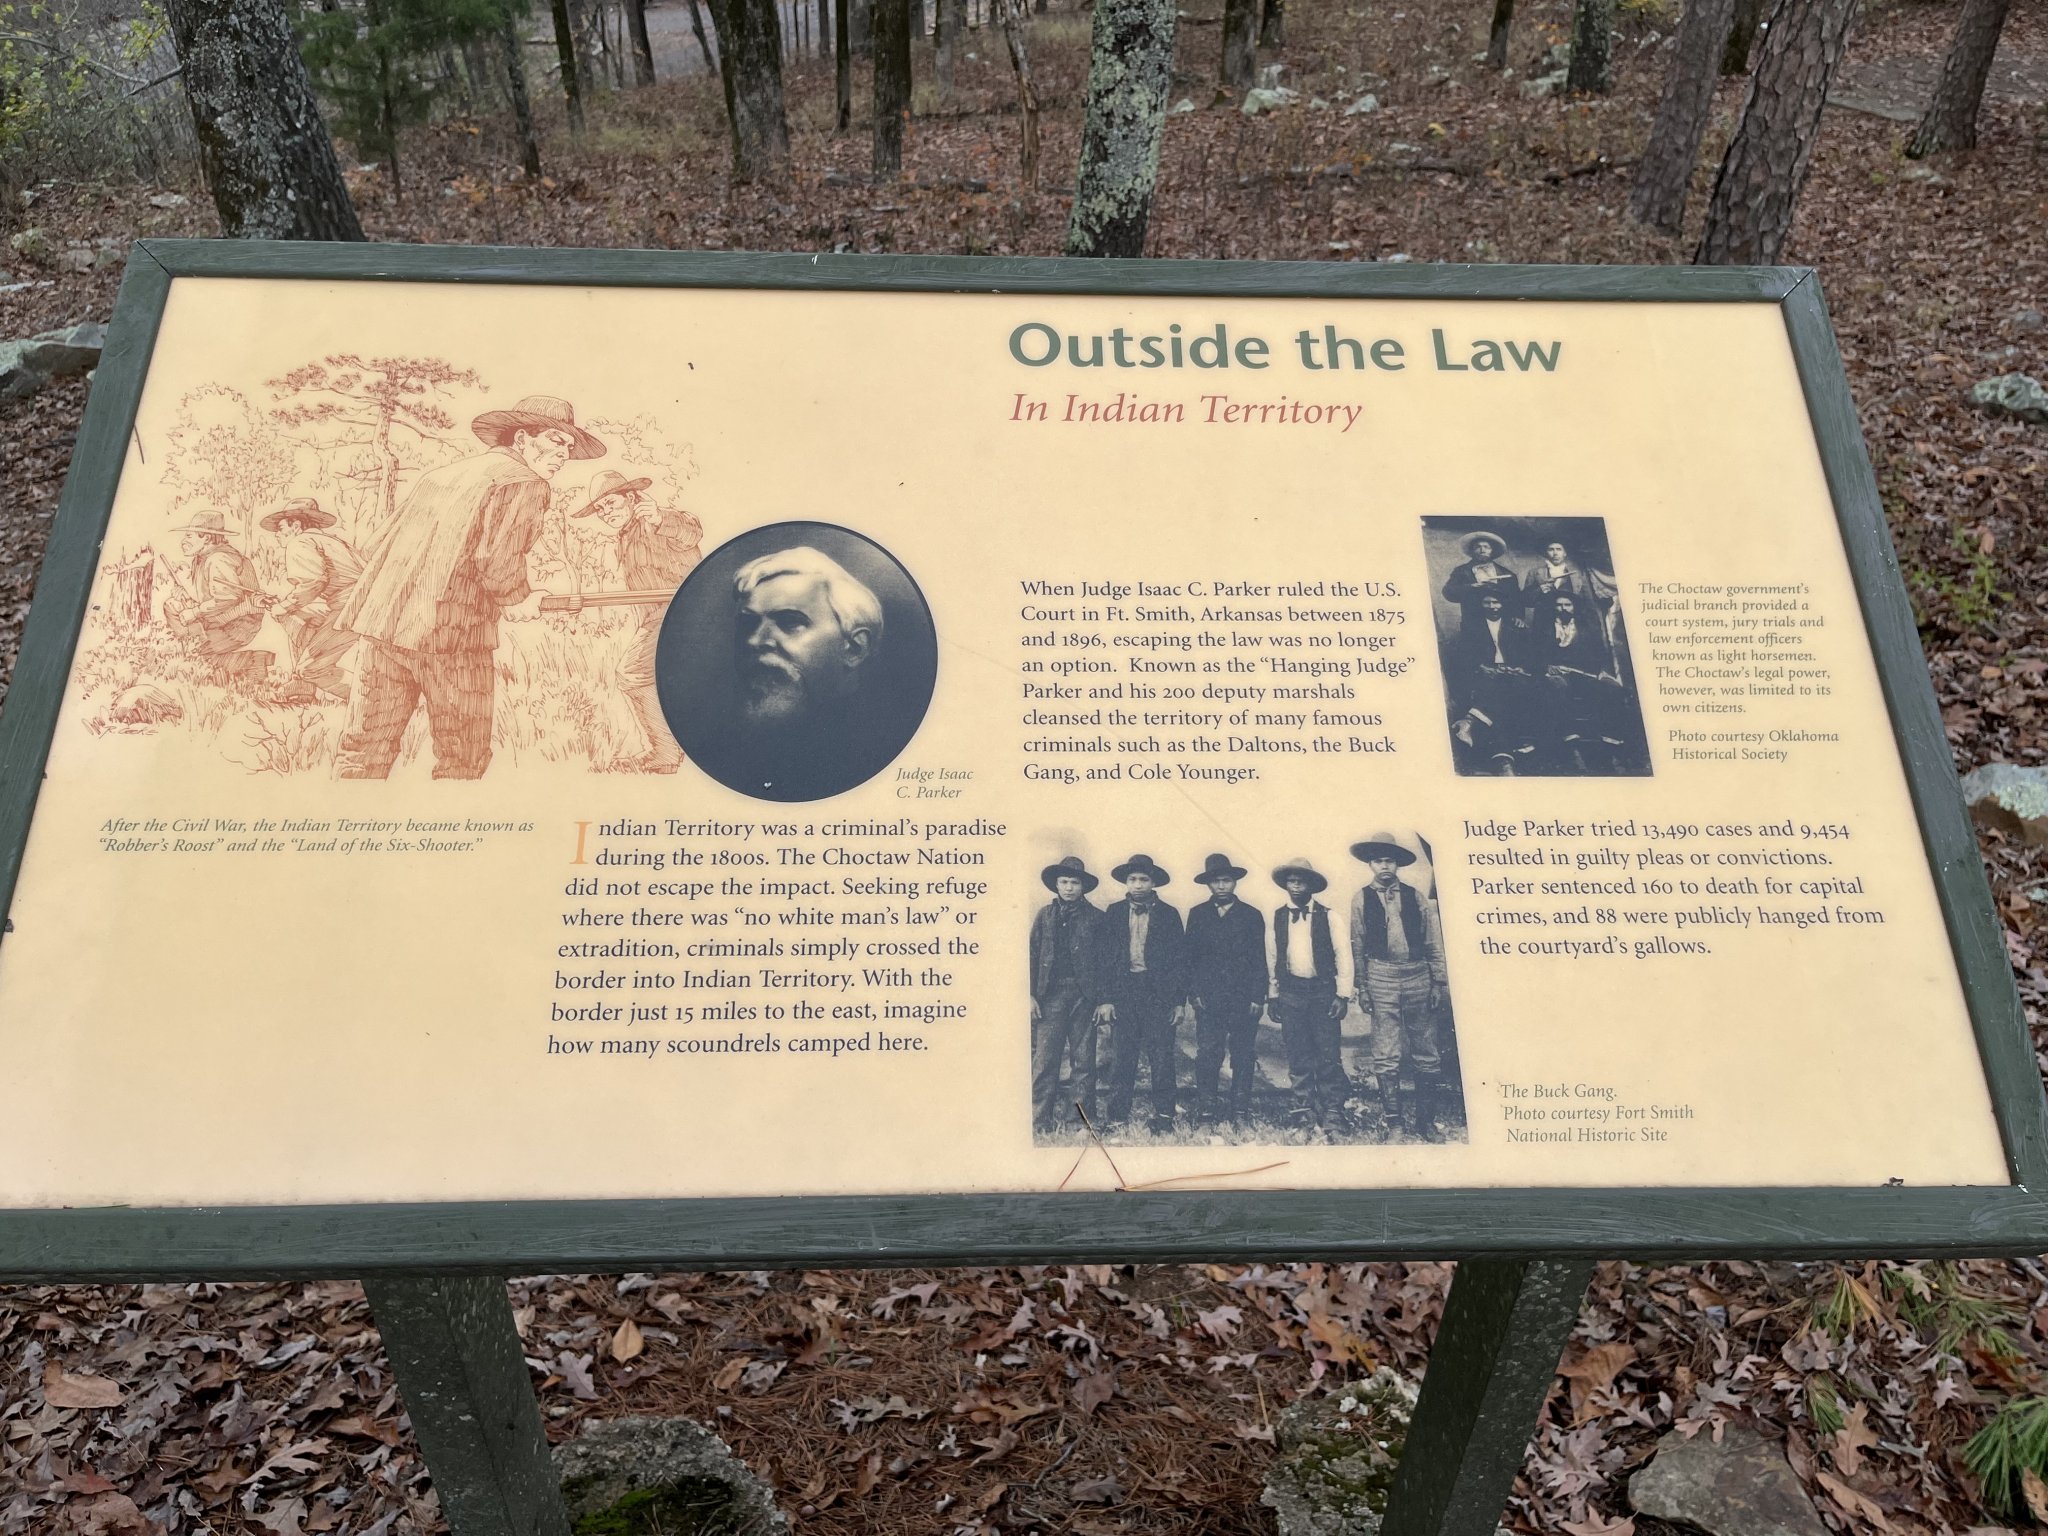 Outside the Law
In Indian Territory
After the Civil War, the Indian Territory became known as
"Robber's Roost" and the "Land of the Six-Shooter."
Judge Isaac
C. Parker
Indian Territory was a criminal's paradise
during the 1800s. The Choctaw Nation
did not escape the impact. Seeking refuge
where there was "no white man's law" or
extradition, criminals simply crossed the
border into Indian Territory. With the
border just 15 miles to the east, imagine
how many scoundrels camped here.
When Judge Isaac C. Parker ruled the U.S.
Court in Ft. Smith, Arkansas between 1875
and 1896, escaping the law was no longer
an option. Known as the "Hanging Judge"
Parker and his 200 deputy marshals
cleansed the territory of many famous
criminals such as the Daltons, the Buck
Gang, and Cole Younger.
The Choctaw government's
judicial branch provided a
court system, jury trials and
law enforcement officers
known as light horsemen.
The Choctaw's legal power,
however, was limited to its
own citizens.
Photo courtesy Oklahoma
Historical Society
Judge Parker tried 13,490 cases and 9,454
resulted in guilty pleas or convictions.
Parker sentenced 160 to death for capital
crimes, and 88 were publicly hanged from
the courtyard's gallows.
The Buck Gang.
Photo courtesy Fort Smith
National Historic Site